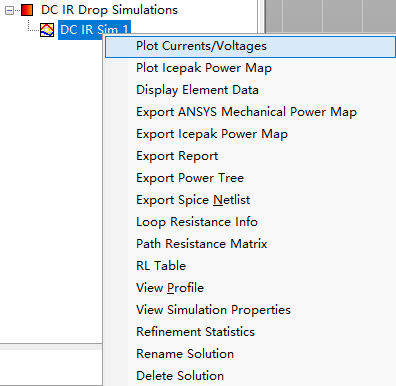 DC IR Drop Simulations
DC IR Sim 1
Plot Currents/Voltages
Plot Icepak Power Map
Display Element Data
Export ANSYS Mechanical Power Map
Export Icepak Power Map
Export Report
Export Power Tree
Export Spice Netlist
Loop Resistance Info
Path Resistance Matrix
RL Table
View Profile
View Simulation Properties
Refinement Statistics
Rename Solution
Delete Solution